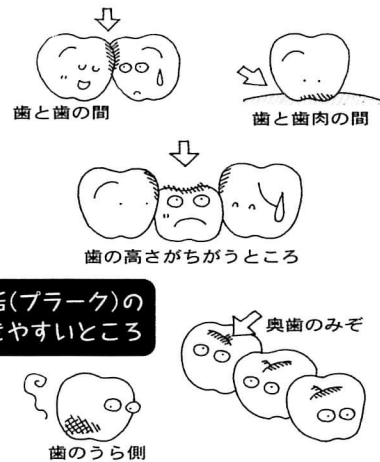 歯と歯の間
歯と歯肉の間
歯の高さがちがうところ
(プラーク)の
やすいところ
奥歯のみぞ
歯のうら側